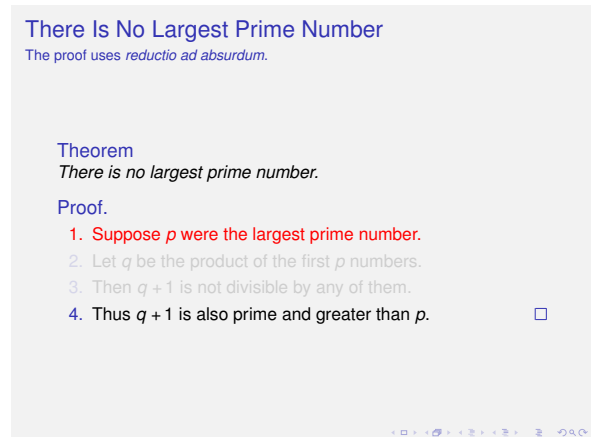 There Is No Largest Prime Number
The proof uses reductio ad absurdum.
Theorem
There is no largest prime number.
Proof.
1. Suppose p were the largest prime number.
2. Let q be the product of the first p numbers.
3. Then q + 1 is not divisible by any of them.
4. Thus q + 1 is also prime and greater than p. □